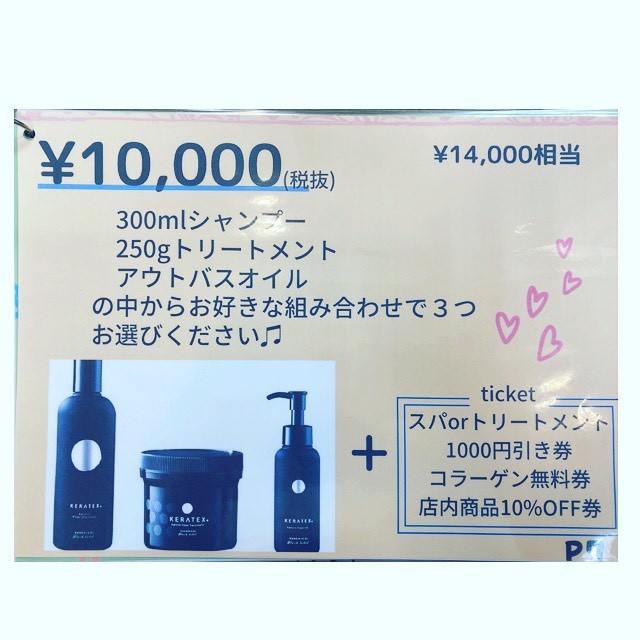 ¥10,000(税抜)
¥14,000相当
300mlシャンプー
250gトリートメント
アウトバスオイル
の中からお好きな組み合わせで3つ
お選びください♫
KERATEX
KERATEX
KERATEX
+
ticket
スパorトリートメント
1000円引き券
コラーゲン無料券
店内商品10%OFF券